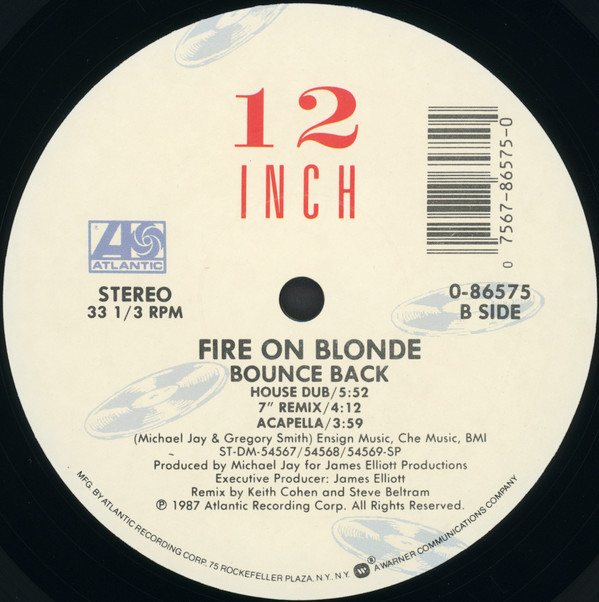 12
INCH
0 7567-86575-0
ATLANTIC
STEREO
33 1/3 RPM
0-86575
B SIDE
FIRE ON BLONDE
BOUNCE BACK
HOUSE DUB/5:52
7" REMIX/4:12
ACAPELLA/3:59
(Michael Jay & Gregory Smith) Ensign Music, Che Music, BMI
ST-DM-54567/54568/54569-SP
Produced by Michael Jay for James Elliott Productions
Executive Producer: James Elliott
Remix by Keith Cohen and Steve Beltram
℗ 1987 Atlantic Recording Corp. All Rights Reserved.
MFG. BY ATLANTIC RECORDING CORP. 75 ROCKEFELLER PLAZA, N.Y. N.Y. ® A WARNER COMMUNICATIONS COMPANY